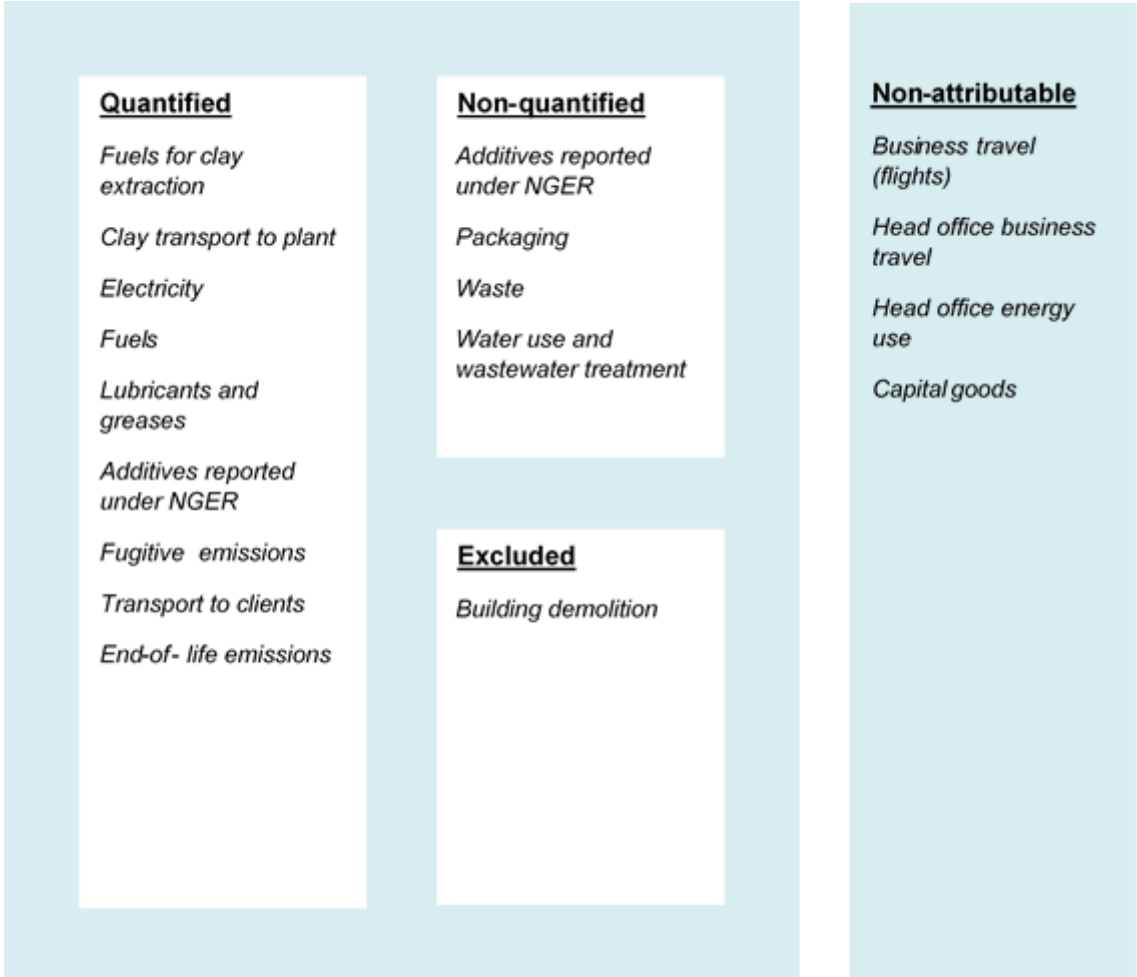 Quantified
Fuels for clay
extraction
Clay transport to plant
Electricity
Fuels
Lubricants and
greases
Additives reported
under NGER
Fugitive emissions
Transport to clients
End-of- life emissions
Non-quantified
Additives reported
under NGER
Packaging
Waste
Water use and
wastewater treatment
Excluded
Building demolition
Non-attributable
Business travel
(flights)
Head office business
travel
Head office energy
use
Capital goods